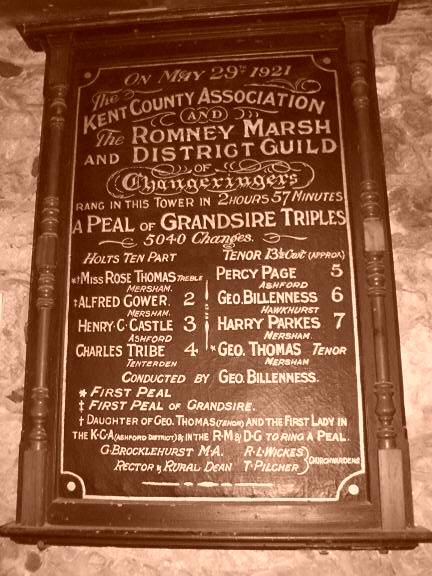 ON MAY 29TH 1921
The
KENT COUNTY ASSOCIATION
AND
The ROMNEY MARSH
AND DISTRICT GUILD
OF
Changeringers
RANG IN THIS TOWER IN 2 HOURS 57 MINUTES
A PEAL OF GRANDSIRE TRIPLES
5040 Changes.
HOLTS TEN PART TENOR 13½ Cwt (APPROX)
*†MISS ROSE THOMAS TREBLE
MERSHAM.
‡ALFRED GOWER. 2
MERSHAM.
HENRY·C·CASTLE 3
ASHFORD
CHARLES TRIBE 4
TENTERDEN
PERCY PAGE 5
ASHFORD
GEO. BILLENNESS 6
HAWKHURST
HARRY PARKES 7
MERSHAM.
*GEO. THOMAS TENOR
MERSHAM
CONDUCTED BY GEO. BILLENNESS.
* FIRST PEAL
‡ FIRST PEAL OF GRANDSIRE.
† DAUGHTER OF GEO. THOMAS (TENOR) AND THE FIRST LADY IN
THE K·C·A (ASHFORD DISTRICT) & IN THE R·M & D·G TO RING A PEAL.
G. BROCKLEHURST M.A. R·L·WICKES
RECTOR & RURAL DEAN T·PILCHER } CHURCHWARDENS